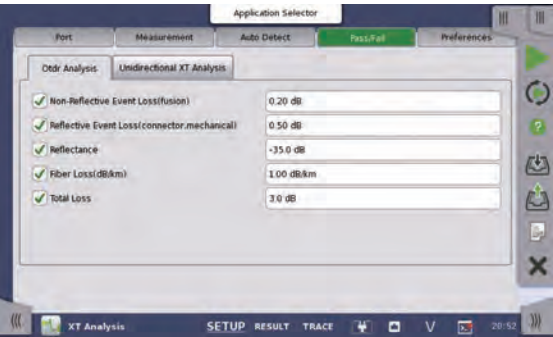 Application Selector
Port Measurement Auto Detect Pass/Fail Preferences
Otdr Analysis Unidirectional XT Analysis
Non-Reflective Event Loss(fusion) 0.20 dB
Reflective Event Loss(connector,mechanical) 0.50 dB
Reflectance -35.0 dB
Fiber Loss(dB/km) 1.00 dB/km
Total Loss 3.0 dB
XT Analysis SETUP RESULT TRACE V 20:52